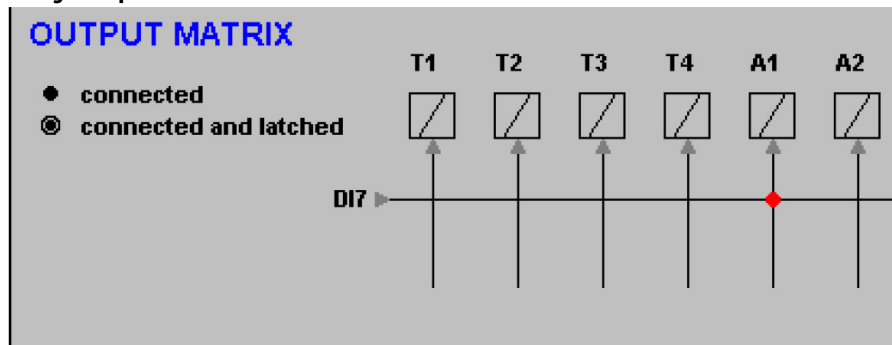 OUTPUT MATRIX
T1 T2 T3 T4 A1 A2
connected
connected and latched
DI7